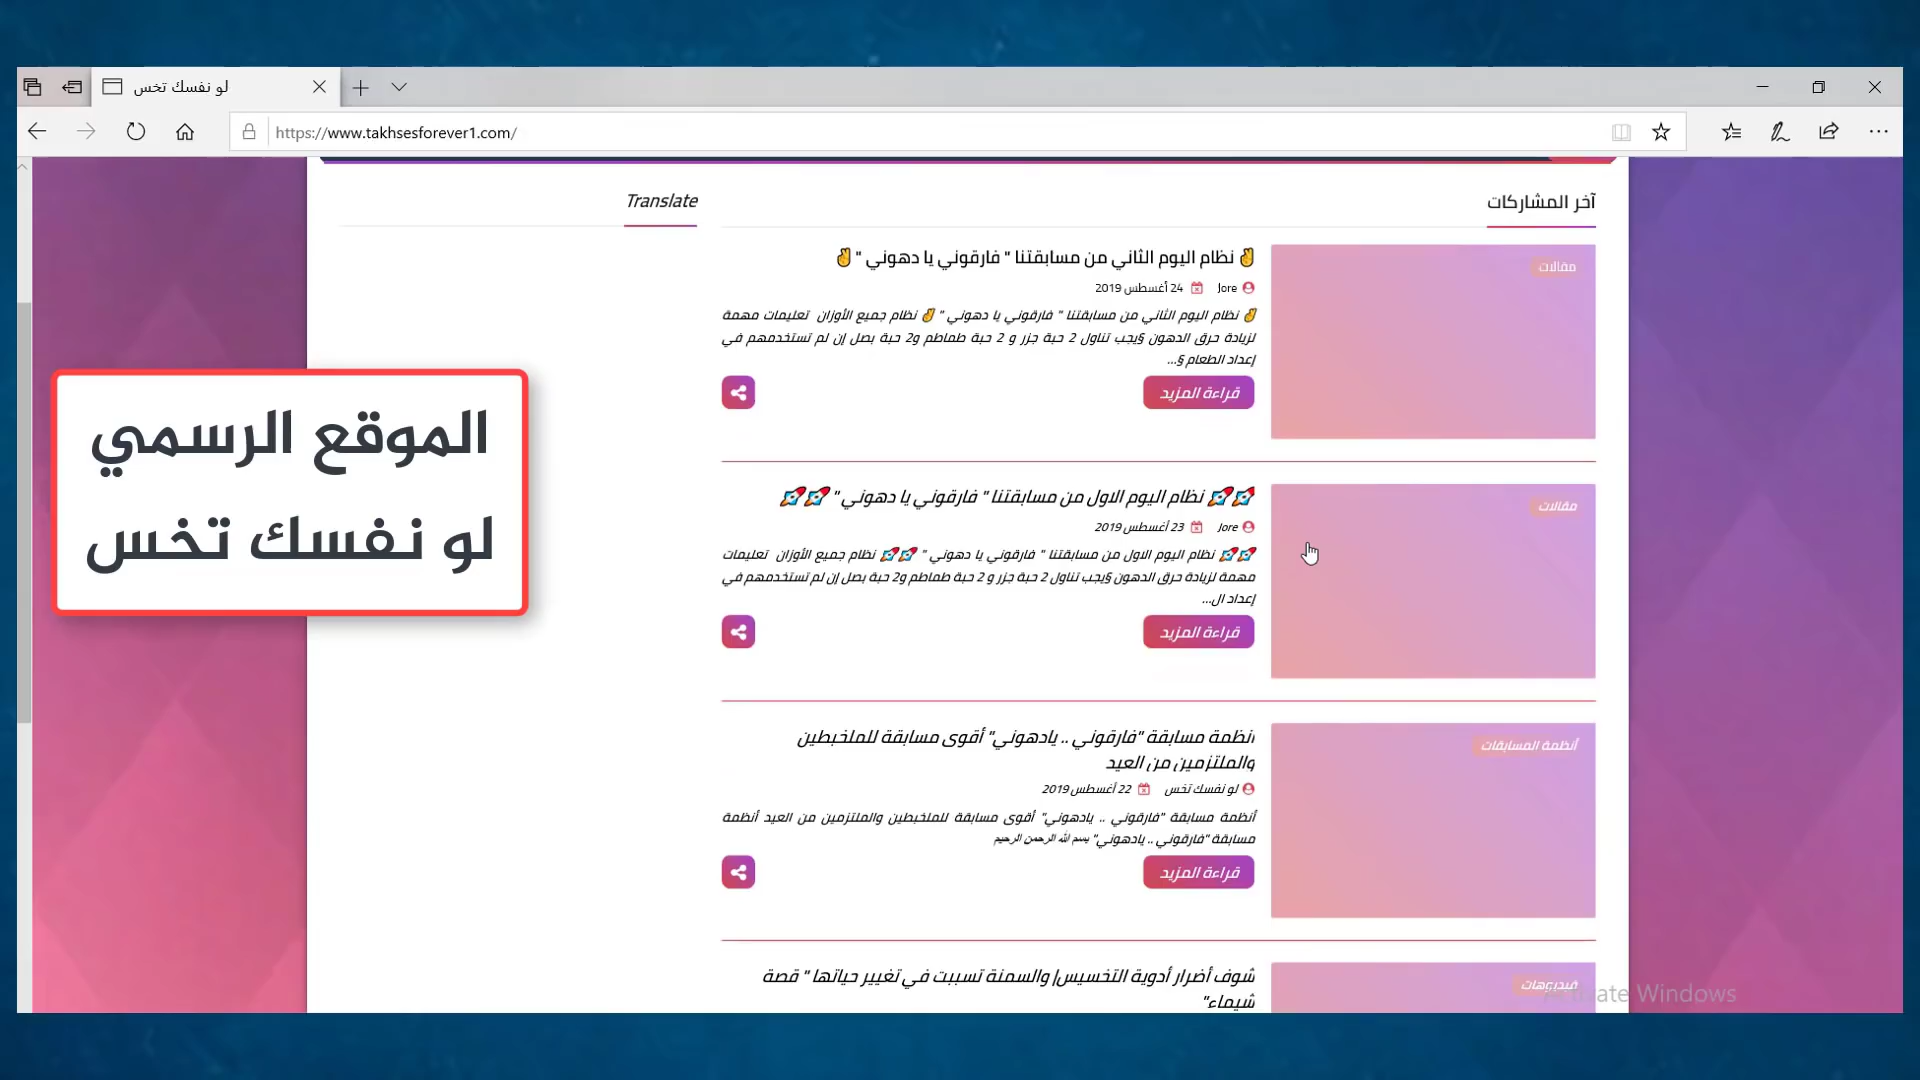 لو نفسك تخس
https://www.takhsesforever1.com/
آخر المشاركات
Translate
مقالات
✌ نظام اليوم الثاني من مسابقتنا " فارقوني يا دهوني " ✌
Jore 24 أغسطس 2019
✌ نظام اليوم الثاني من مسابقتنا " فارقوني يا دهوني " ✌ نظام جميع الأوزان تعليمات مهمة
لزيادة حرق الدهون §يجب تناول 2 حبة جزر و 2 حبة طماطم و2 حبة بصل إن لم تستخدمهم في
إعداد الطعام §...
قراءة المزيد
الموقع الرسمي
لو نفسك تخس
مقالات
🚀🚀 نظام اليوم الاول من مسابقتنا " فارقوني يا دهوني" 🚀🚀
Jore 23 أغسطس 2019
🚀🚀 نظام اليوم الاول من مسابقتنا " فارقوني يا دهوني " 🚀🚀 نظام جميع الأوزان تعليمات
مهمة لزيادة حرق الدهون §يجب تناول 2 حبة جزر و 2 حبة طماطم و2 حبة بصل إن لم تستخدمهم في
إعداد ال...
قراءة المزيد
أنظمة المسابقات
أنظمة مسابقة "فارقوني .. يادهوني" أقوى مسابقة للملخبطين
والملتزمين من العيد
لو نفسك تخس 22 أغسطس 2019
أنظمة مسابقة "فارقوني .. يادهوني" أقوى مسابقة للملخبطين والملتزمين من العيد أنظمة
مسابقة "فارقوني .. يادهوني" بسم الله الرحمن الرحيم
قراءة المزيد
فيديوهات
شوف أضرار أدوية التخسيس| والسمنة تسببت في تغيير حياتها " قصة
شيماء"
Activate Windows